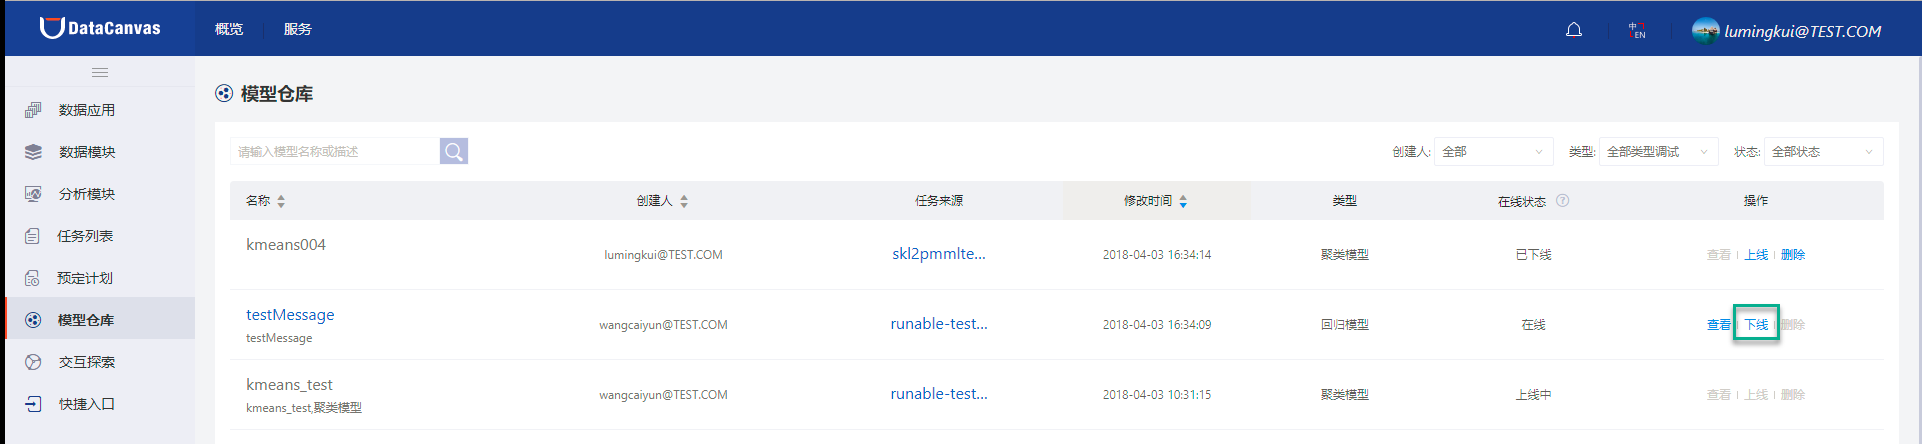 DataCanvas
概览
服务
中
EN
lumingkui@TEST.COM
数据应用
数据模块
分析模块
任务列表
预定计划
模型仓库
交互探索
快捷入口
模型仓库
请输入模型名称或描述
创建人: 全部
类型: 全部类型调试
状态: 全部状态
名称 创建人 任务来源 修改时间 类型 在线状态 ? 操作
kmeans004
lumingkui@TEST.COM skl2pmmlte... 2018-04-03 16:34:14 聚类模型 已下线 查看 | 上线 | 删除
testMessage
testMessage
wangcaiyun@TEST.COM runable-test... 2018-04-03 16:34:09 回归模型 在线 查看 | 下线 | 删除
kmeans_test
kmeans_test,聚类模型
wangcaiyun@TEST.COM runable-test... 2018-04-03 10:31:15 聚类模型 上线中 查看 | 上线 | 删除